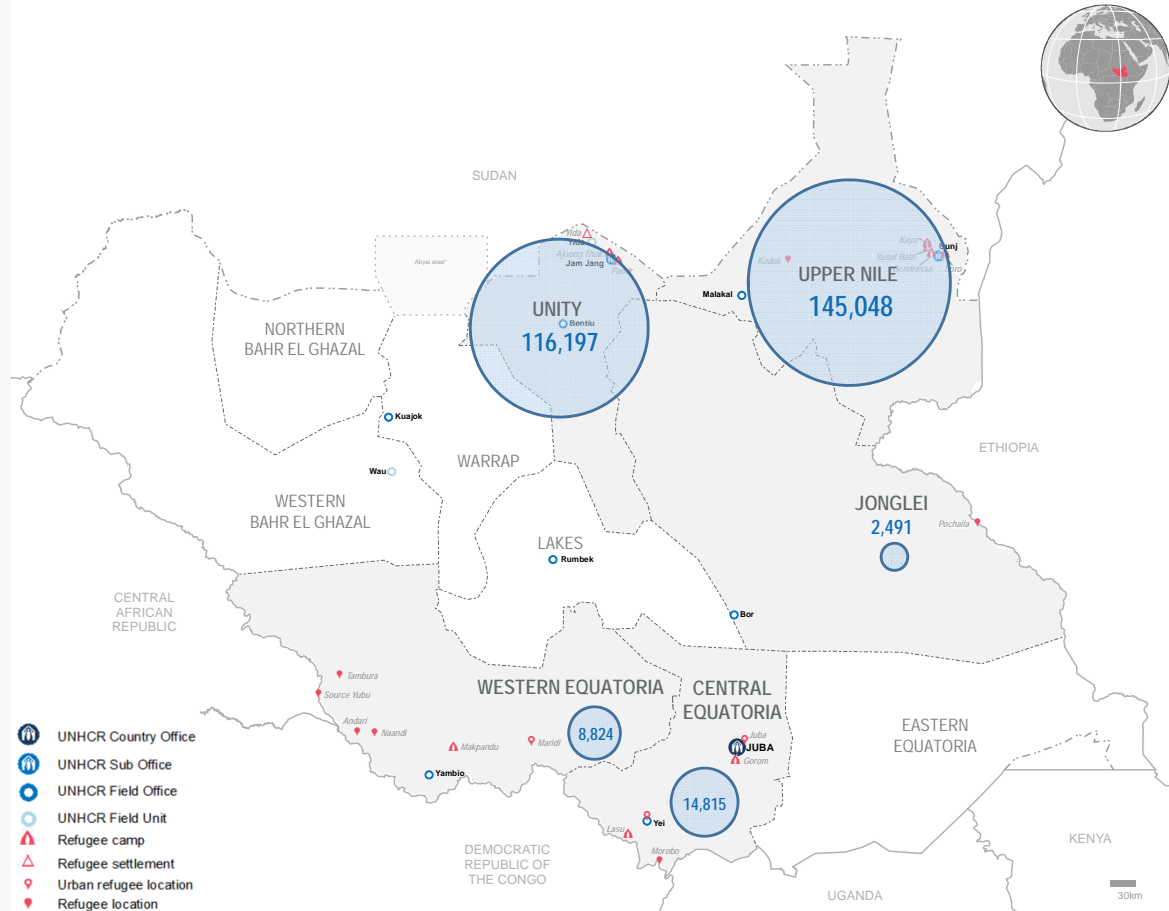 SUDAN
Yida
Yida
Ajuong Thok
Jam Jang
Pamir
Abyei area*
Kaya
Bunj
Yusuf Batil
Gendrassa
Doro
Kodok
UPPER NILE
145,048
Malakal
UNITY
Bentiu
116,197
NORTHERN
BAHR EL GHAZAL
Kuajok
WARRAP
Wau
ETHIOPIA
WESTERN
BAHR EL GHAZAL
JONGLEI
2,491
Pochalla
LAKES
Rumbek
CENTRAL
AFRICAN
REPUBLIC
Bor
Tambura
Source Yubu
WESTERN EQUATORIA
CENTRAL
EQUATORIA
EASTERN
EQUATORIA
Andari
Naandi
8,824
Makpandu
Maridi
Juba
JUBA
Gorom
Yambio
14,815
Yei
Lasu
Morobo
DEMOCRATIC
REPUBLIC OF
THE CONGO
UGANDA
KENYA
30km
UNHCR Country Office
UNHCR Sub Office
UNHCR Field Office
UNHCR Field Unit
Refugee camp
Refugee settlement
Urban refugee location
Refugee location